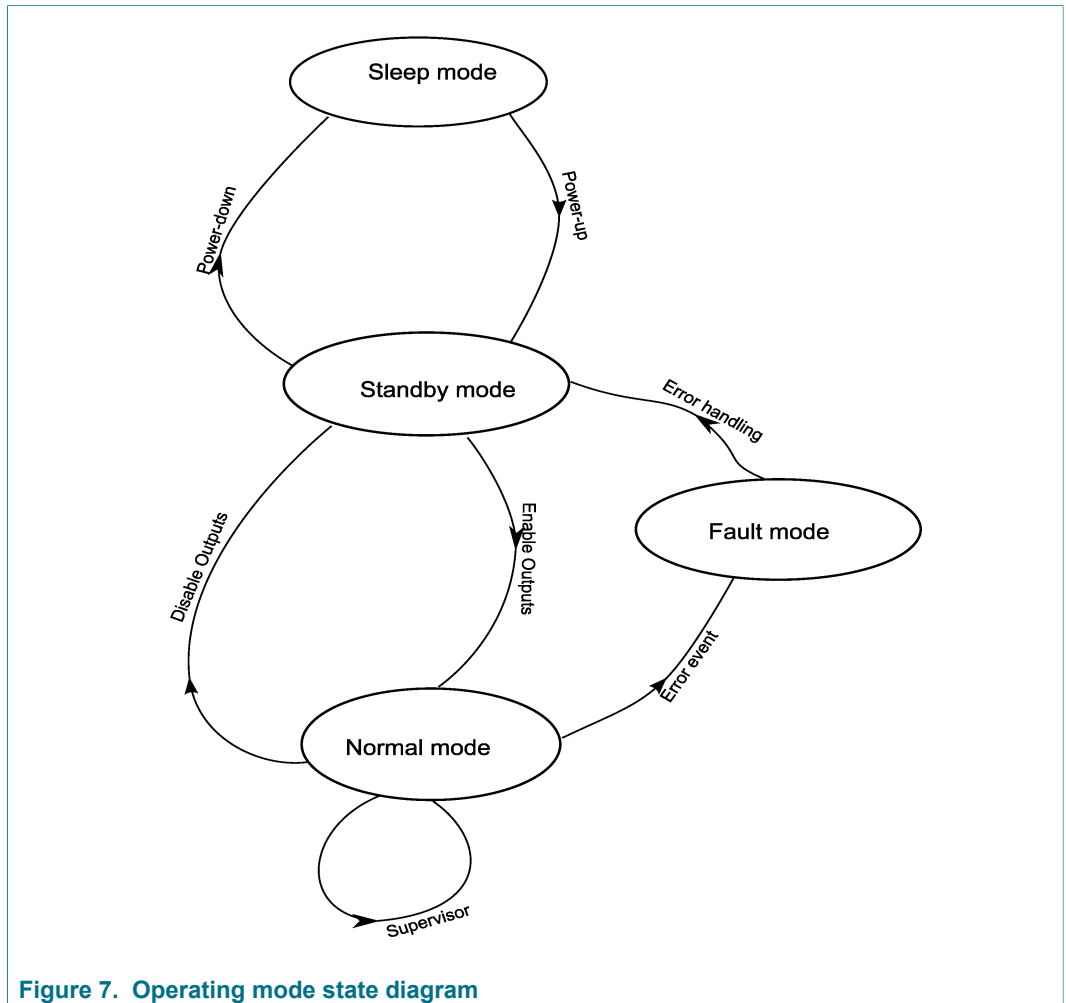 Sleep mode
Power-down
Power-up
Standby mode
Error handling
Fault mode
Disable Outputs
Enable Outputs
Error event
Normal mode
Supervisor
Figure 7. Operating mode state diagram